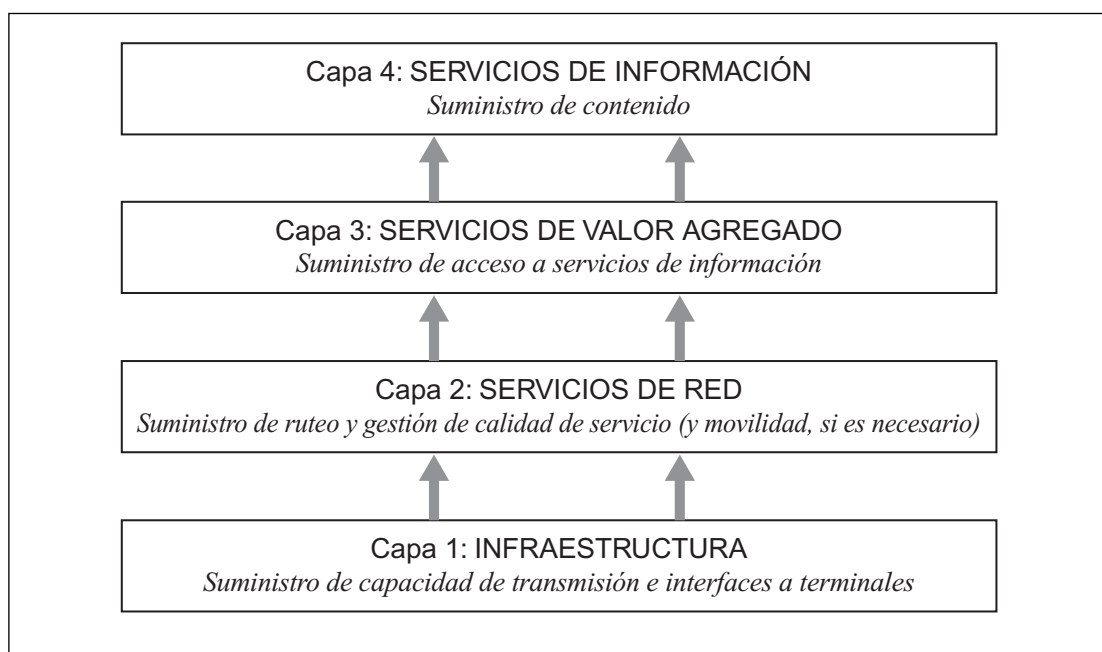 Capa 4: SERVICIOS DE INFORMACIÓN
Suministro de contenido
Capa 3: SERVICIOS DE VALOR AGREGADO
Suministro de acceso a servicios de información
Capa 2: SERVICIOS DE RED
Suministro de ruteo y gestión de calidad de servicio (y movilidad, si es necesario)
Capa 1: INFRAESTRUCTURA
Suministro de capacidad de transmisión e interfaces a terminales